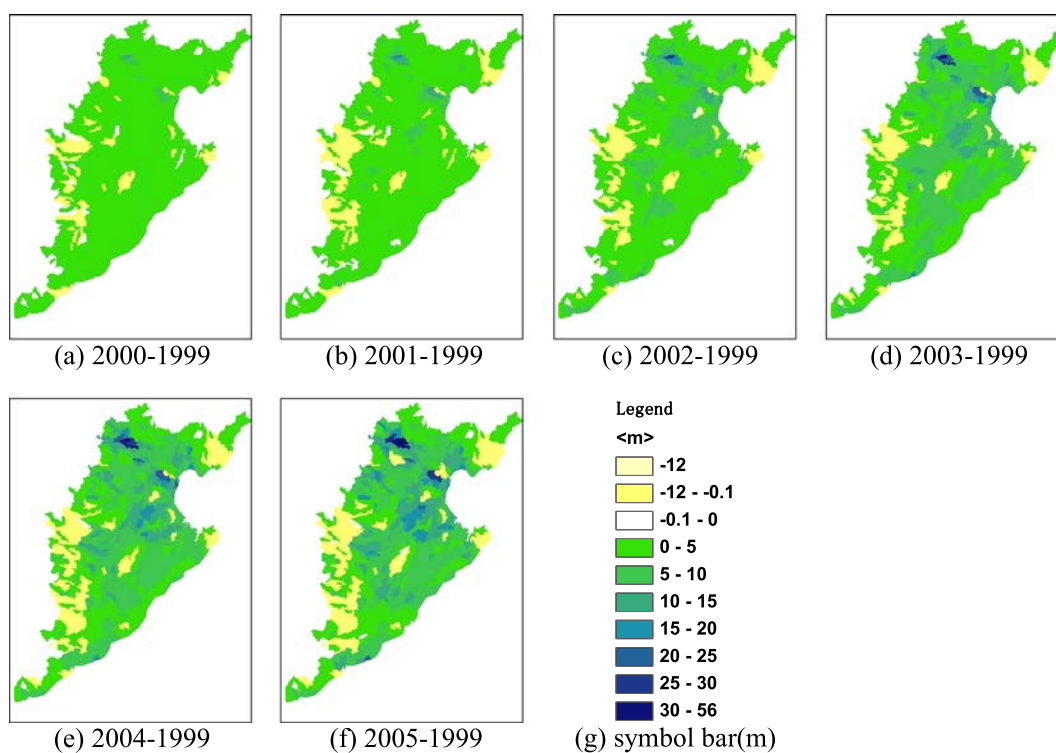 (a) 2000-1999
(b) 2001-1999
(c) 2002-1999
(d) 2003-1999
(e) 2004-1999
(f) 2005-1999
Legend
<m>
-12
-12 - -0.1
-0.1 - 0
0 - 5
5 - 10
10 - 15
15 - 20
20 - 25
25 - 30
30 - 56
(g) symbol bar(m)